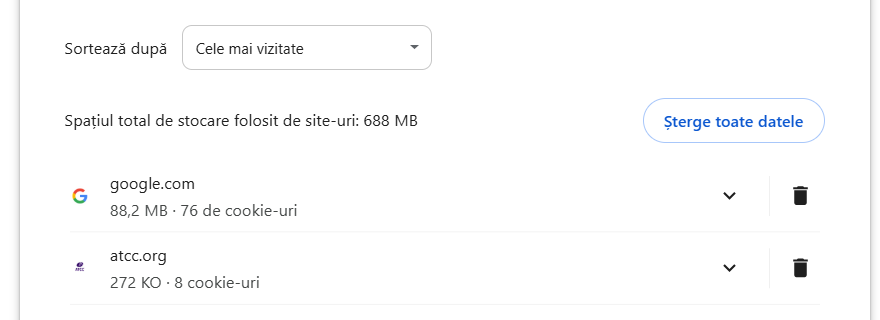 Sortează după
Cele mai vizitate
Spațiul total de stocare folosit de site-uri: 688 MB
Șterge toate datele
google.com
88,2 MB · 76 de cookie-uri
ATCC
atcc.org
272 KO · 8 cookie-uri